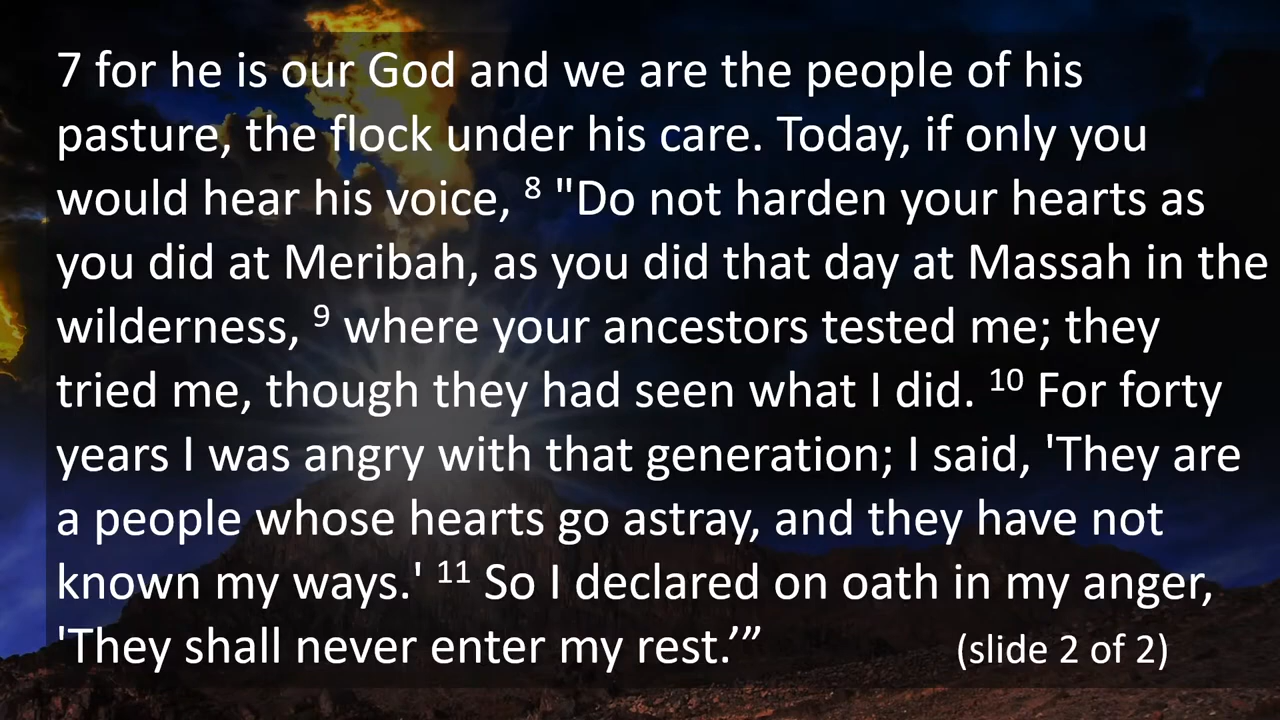 7 for he is our God and we are the people of his
pasture, the flock under his care. Today, if only you
would hear his voice, 8 "Do not harden your hearts as
you did at Meribah, as you did that day at Massah in the
wilderness, 9 where your ancestors tested me; they
tried me, though they had seen what I did. 10 For forty
years I was angry with that generation; I said, 'They are
a people whose hearts go astray, and they have not
known my ways.' 11 So I declared on oath in my anger,
'They shall never enter my rest.’” (slide 2 of 2)